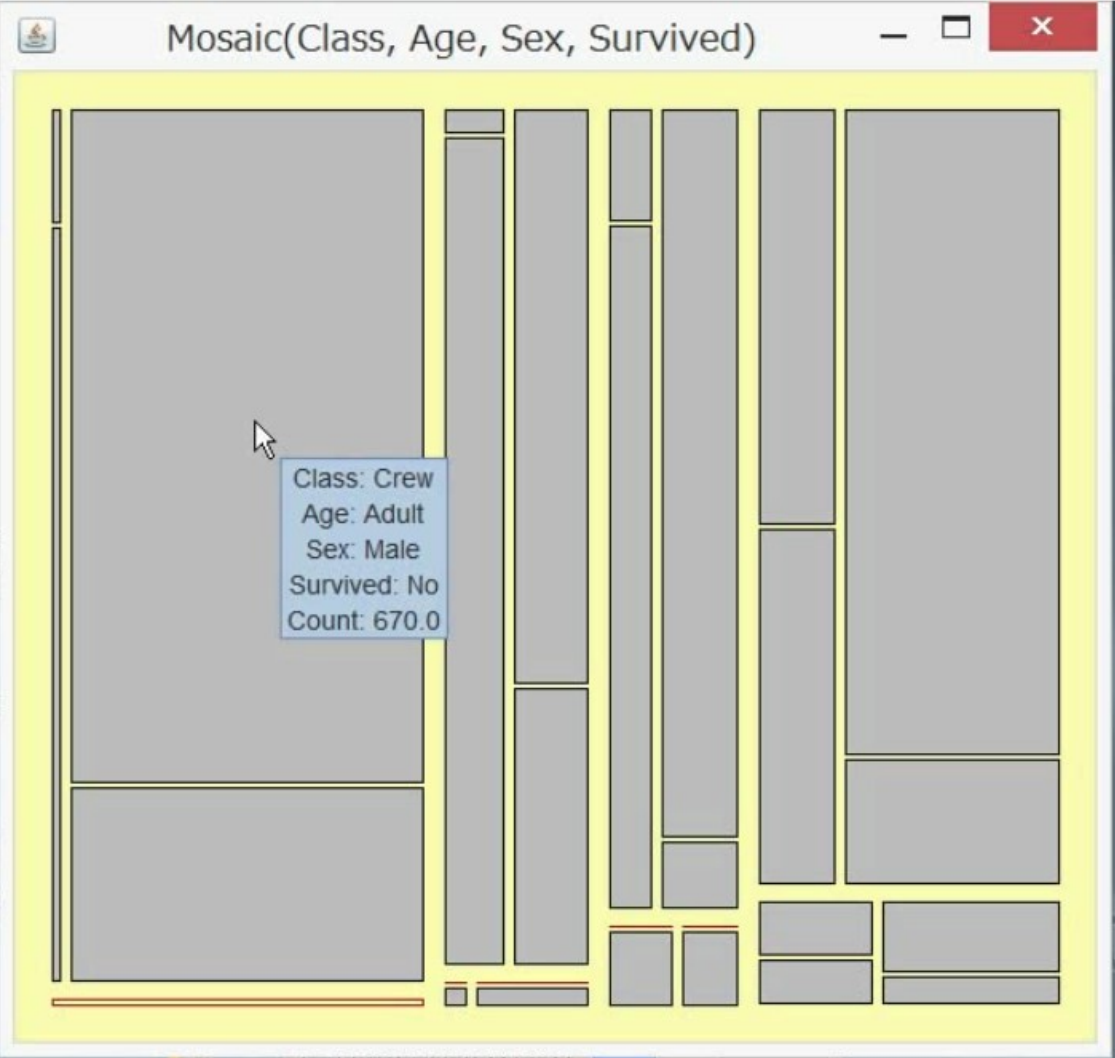 Mosaic(Class, Age, Sex, Survived)
Class: Crew
Age: Adult
Sex: Male
Survived: No
Count: 670.0